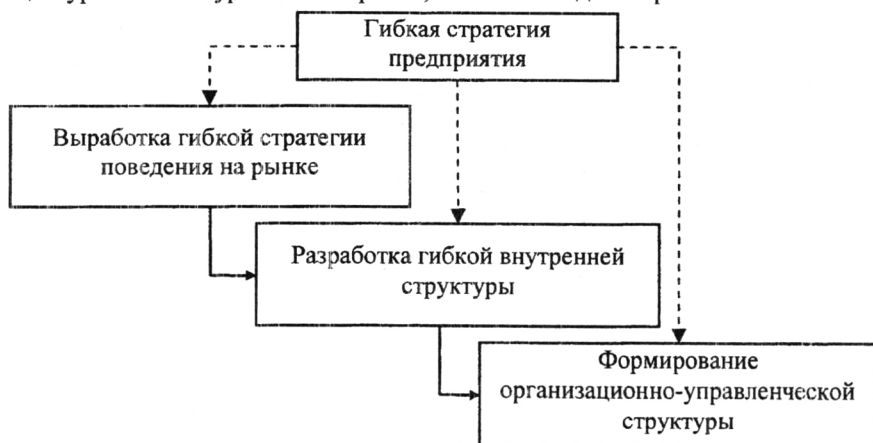 Гибкая стратегия
предприятия
Выработка гибкой стратегии
поведения на рынке
Разработка гибкой внутренней
структуры
Формирование
организационно-управленческой
структуры